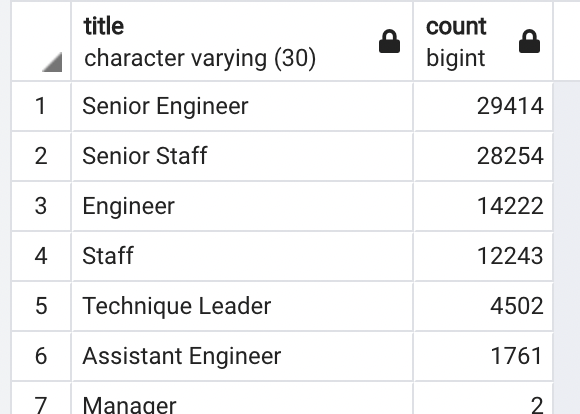 title count
character varying (30) bigint
1 Senior Engineer 29414
2 Senior Staff 28254
3 Engineer 14222
4 Staff 12243
5 Technique Leader 4502
6 Assistant Engineer 1761
7 Manager 2